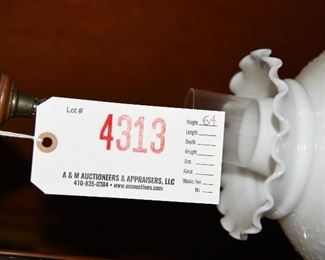 Lot #
4313
A & M AUCTIONEERS & APPRAISERS, LLC
410-835-0384 • www.amauctions.com
Height 64
Length
Depth
Weight
Size
Karat
Works Yes
No